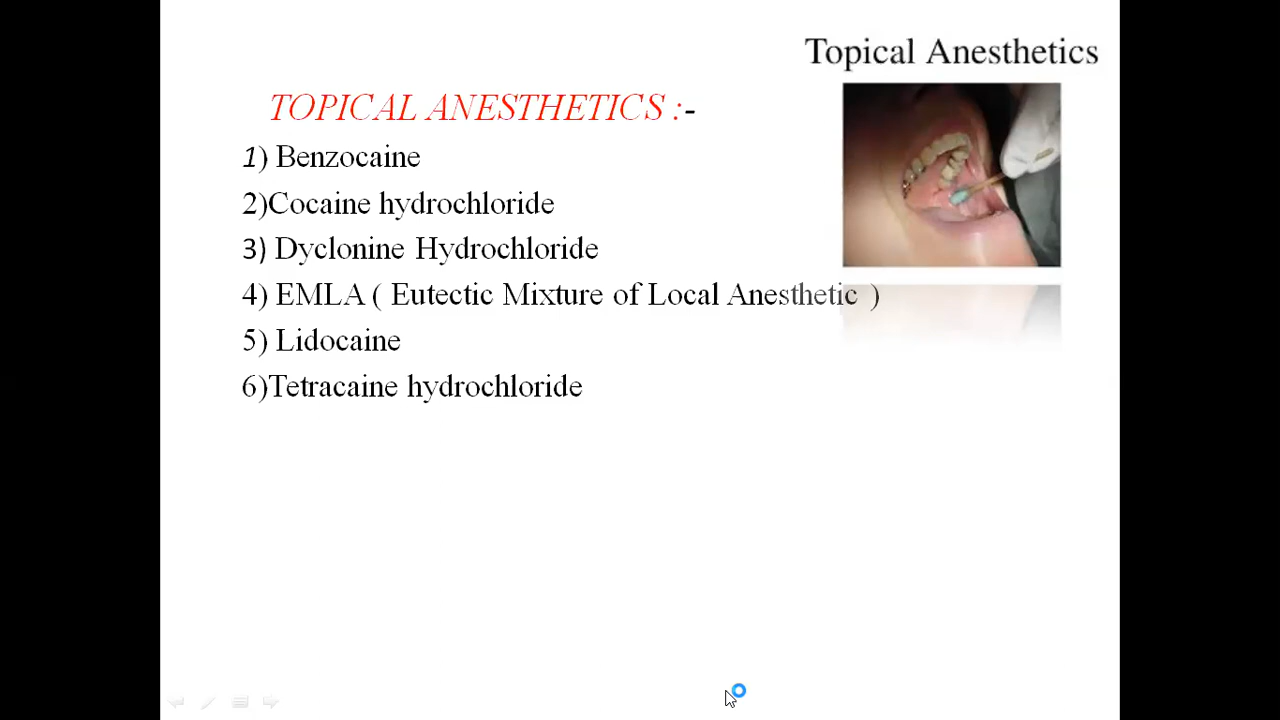 Topical Anesthetics
TOPICAL ANESTHETICS :-
1) Benzocaine
2)Cocaine hydrochloride
3) Dyclonine Hydrochloride
4) EMLA ( Eutectic Mixture of Local Anesthetic )
5) Lidocaine
6)Tetracaine hydrochloride